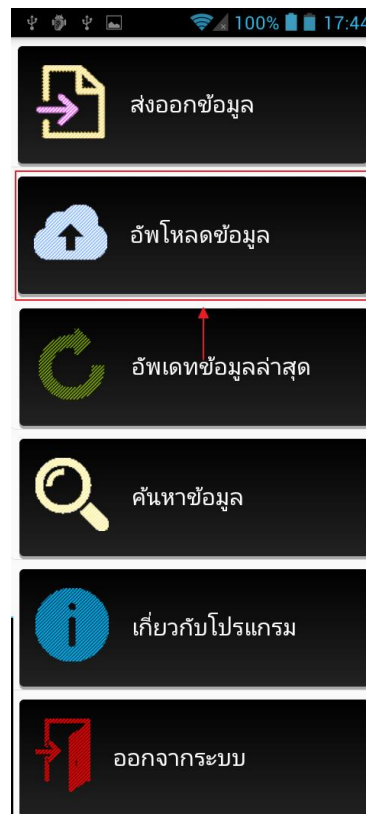 100% 17:44
ส่งออกข้อมูล
อัพโหลดข้อมูล
อัพเดทข้อมูลล่าสุด
ค้นหาข้อมูล
เกี่ยวกับโปรแกรม
ออกจากระบบ